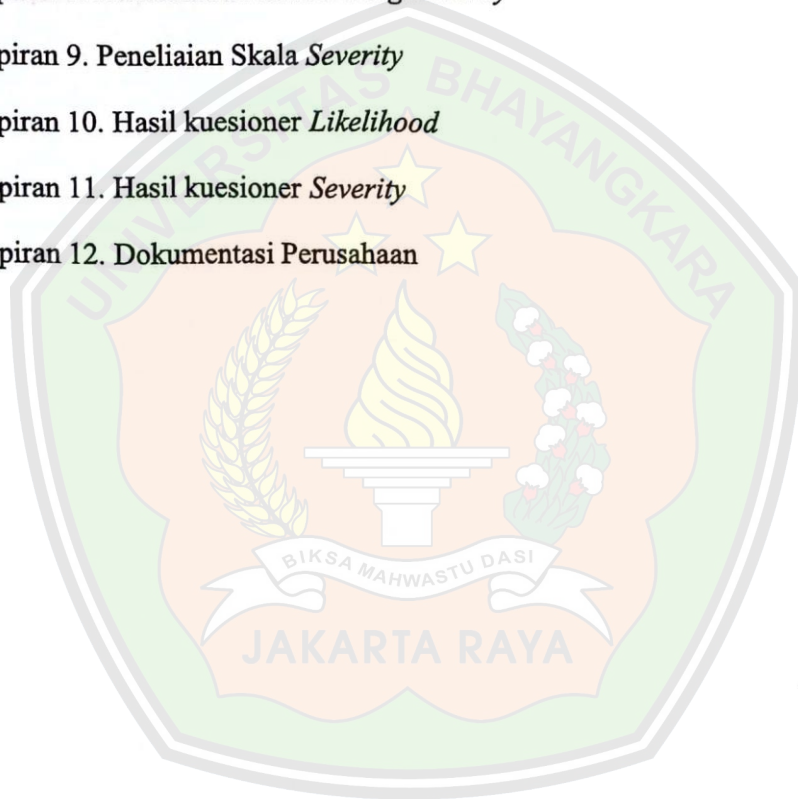 piran 9. Peneliaian Skala Severity
piran 10. Hasil kuesioner Likelihood
piran 11. Hasil kuesioner Severity
piran 12. Dokumentasi Perusahaan
UNIVERSITAS BHAYANGKARA
BIKSA MAHWASTU DASI
JAKARTA RAYA